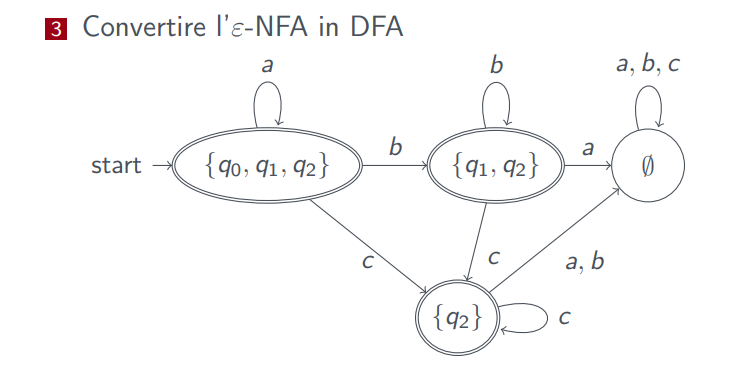 3 Convertire l'ε-NFA in DFA
a
b
a, b, c
start
{q₀, q₁, q₂}
b
{q₁, q₂}
a
∅
c
c
a, b
{q₂}
c